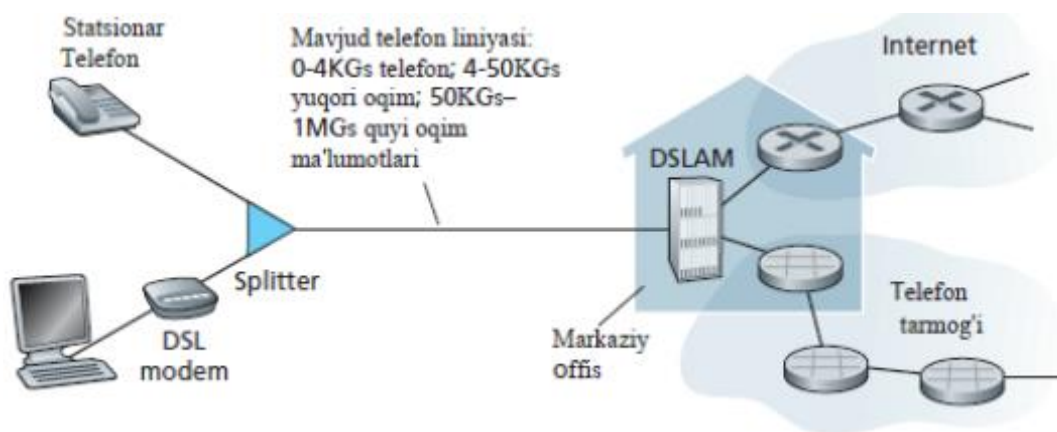 Statsionar
Telefon
Mavjud telefon liniyasi:
0-4KGs telefon; 4-50KGs
yuqori oqim; 50KGs–
1MGs quyi oqim
ma'lumotlari
Internet
DSLAM
Splitter
DSL
modem
Markaziy
offis
Telefon
tarmog'i